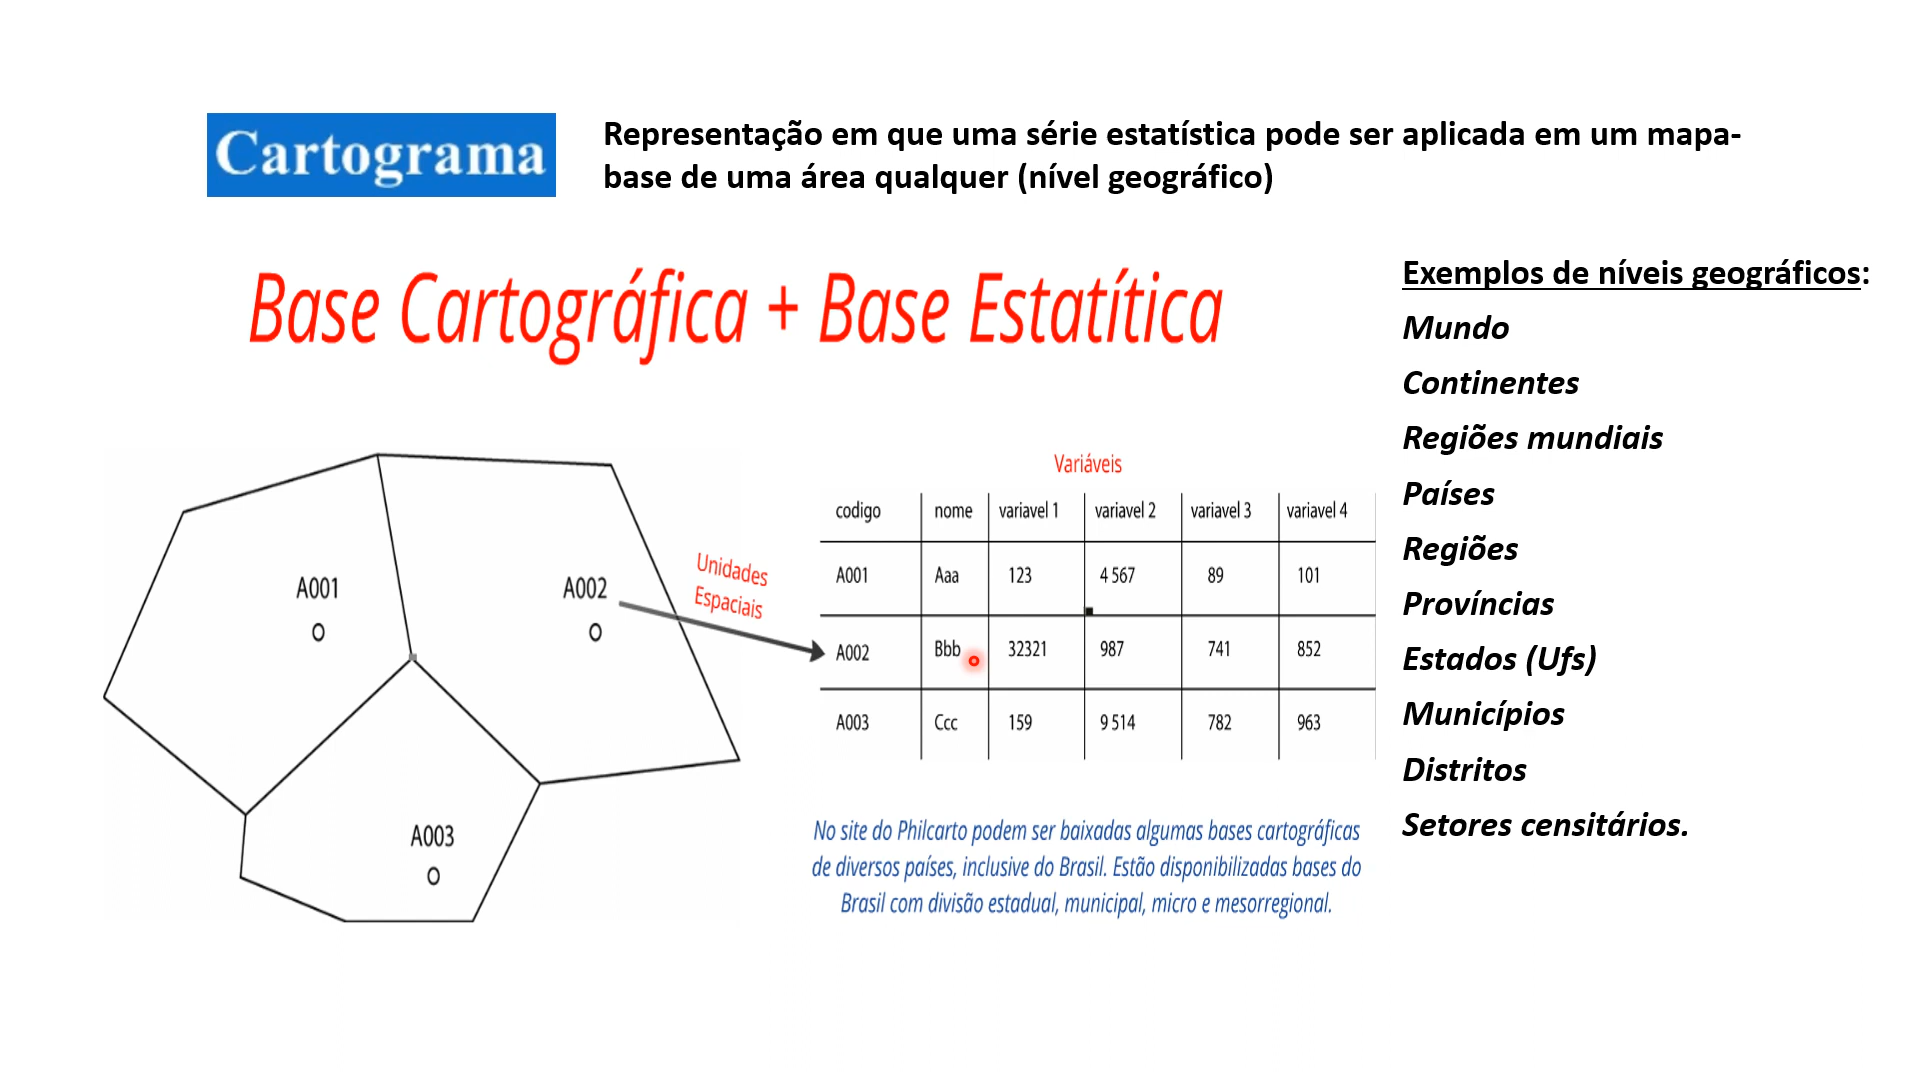 Cartograma
Representação em que uma série estatística pode ser aplicada em um mapa-
base de uma área qualquer (nível geográfico)
Base Cartográfica + Base Estatítica
Exemplos de níveis geográficos:
Mundo
Continentes
Regiões mundiais
Países
Regiões
Províncias
Estados (Ufs)
Municípios
Distritos
Setores censitários.
A001
A002
A003
Unidades
Espaciais
Variáveis
codigo nome variavel 1 variavel 2 variavel 3 variavel 4
A001 Aaa 123 4 567 89 101
A002 Bbb 32321 987 741 852
A003 Ccc 159 9 514 782 963
No site do Philcarto podem ser baixadas algumas bases cartográficas
de diversos países, inclusive do Brasil. Estão disponibilizadas bases do
Brasil com divisão estadual, municipal, micro e mesorregional.